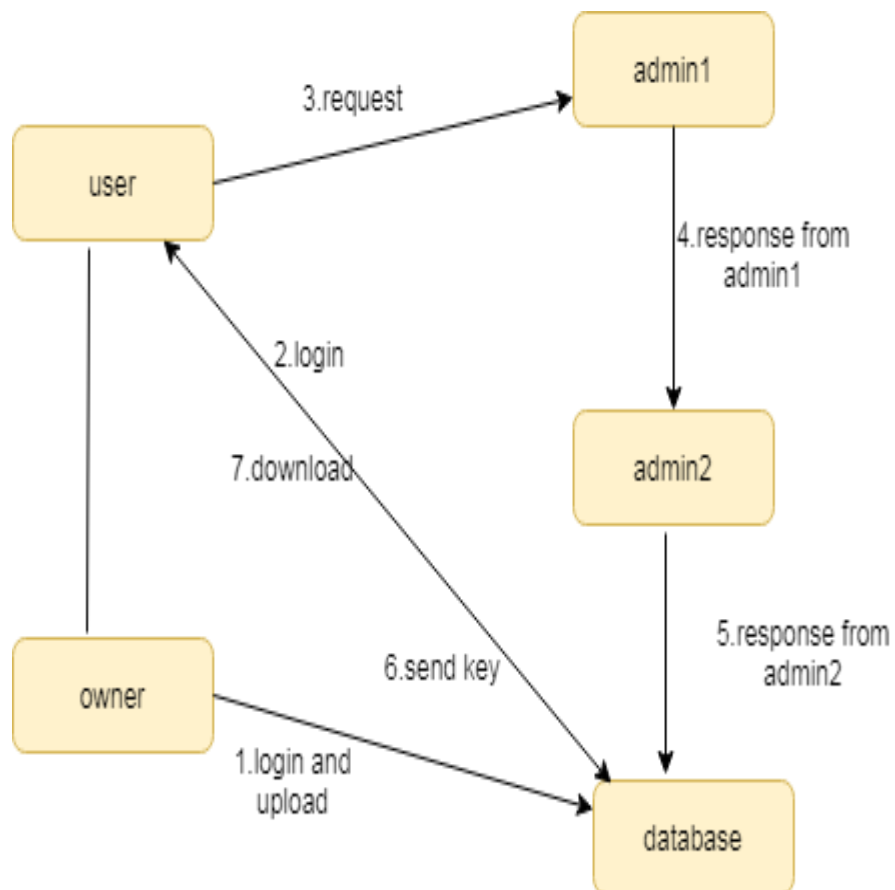 admin1
3.request
user
4.response from
admin1
2.login
7.download
admin2
5.response from
admin2
6.send key
owner
1.login and
upload
database